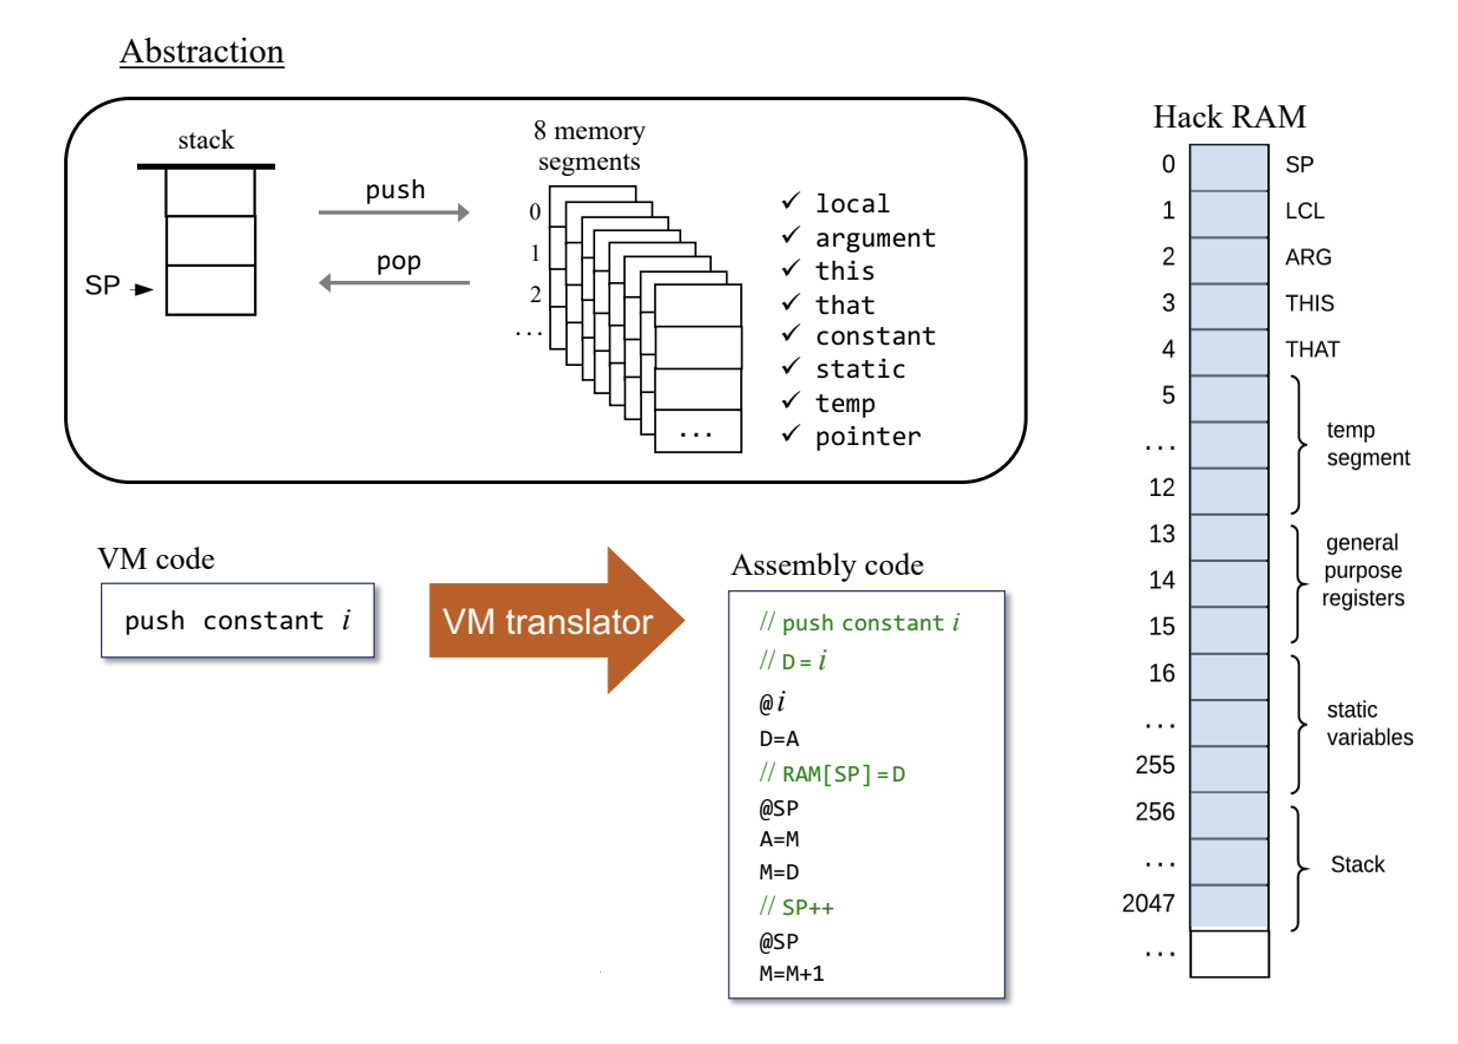 Abstraction
stack
push
pop
SP
8 memory
segments
0
1
2
...
...
✓ local
✓ argument
✓ this
✓ that
✓ constant
✓ static
✓ temp
✓ pointer
VM code
push constant i
VM translator
Assembly code
// push constant i
// D = i
@i
D=A
// RAM[SP]=D
@SP
A=M
M=D
// SP++
@SP
M=M+1
Hack RAM
0 SP
1 LCL
2 ARG
3 THIS
4 THAT
5
...
12
temp
segment
13
14
15
general
purpose
registers
16
...
255
static
variables
256
...
2047
Stack
...